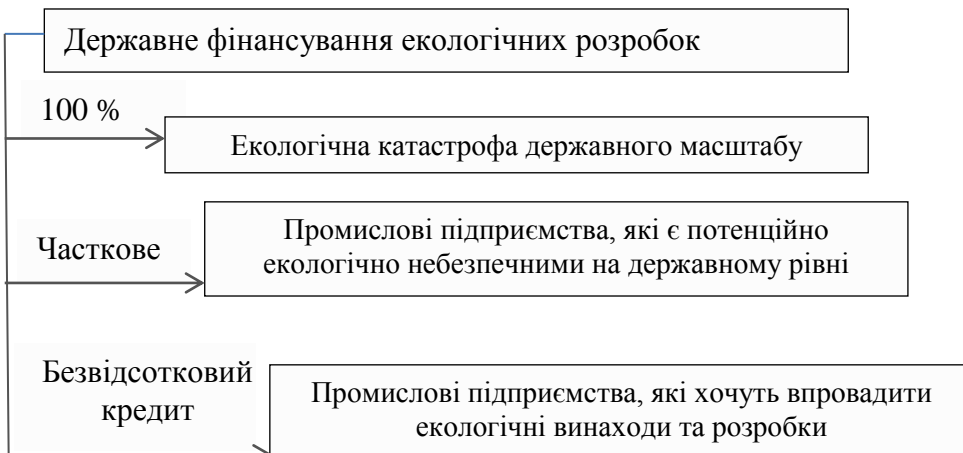 Державне фінансування екологічних розробок
100 %
Екологічна катастрофа державного масштабу
Часткове
Промислові підприємства, які є потенційно
екологічно небезпечними на державному рівні
Безвідсотковий
кредит
Промислові підприємства, які хочуть впровадити
екологічні винаходи та розробки